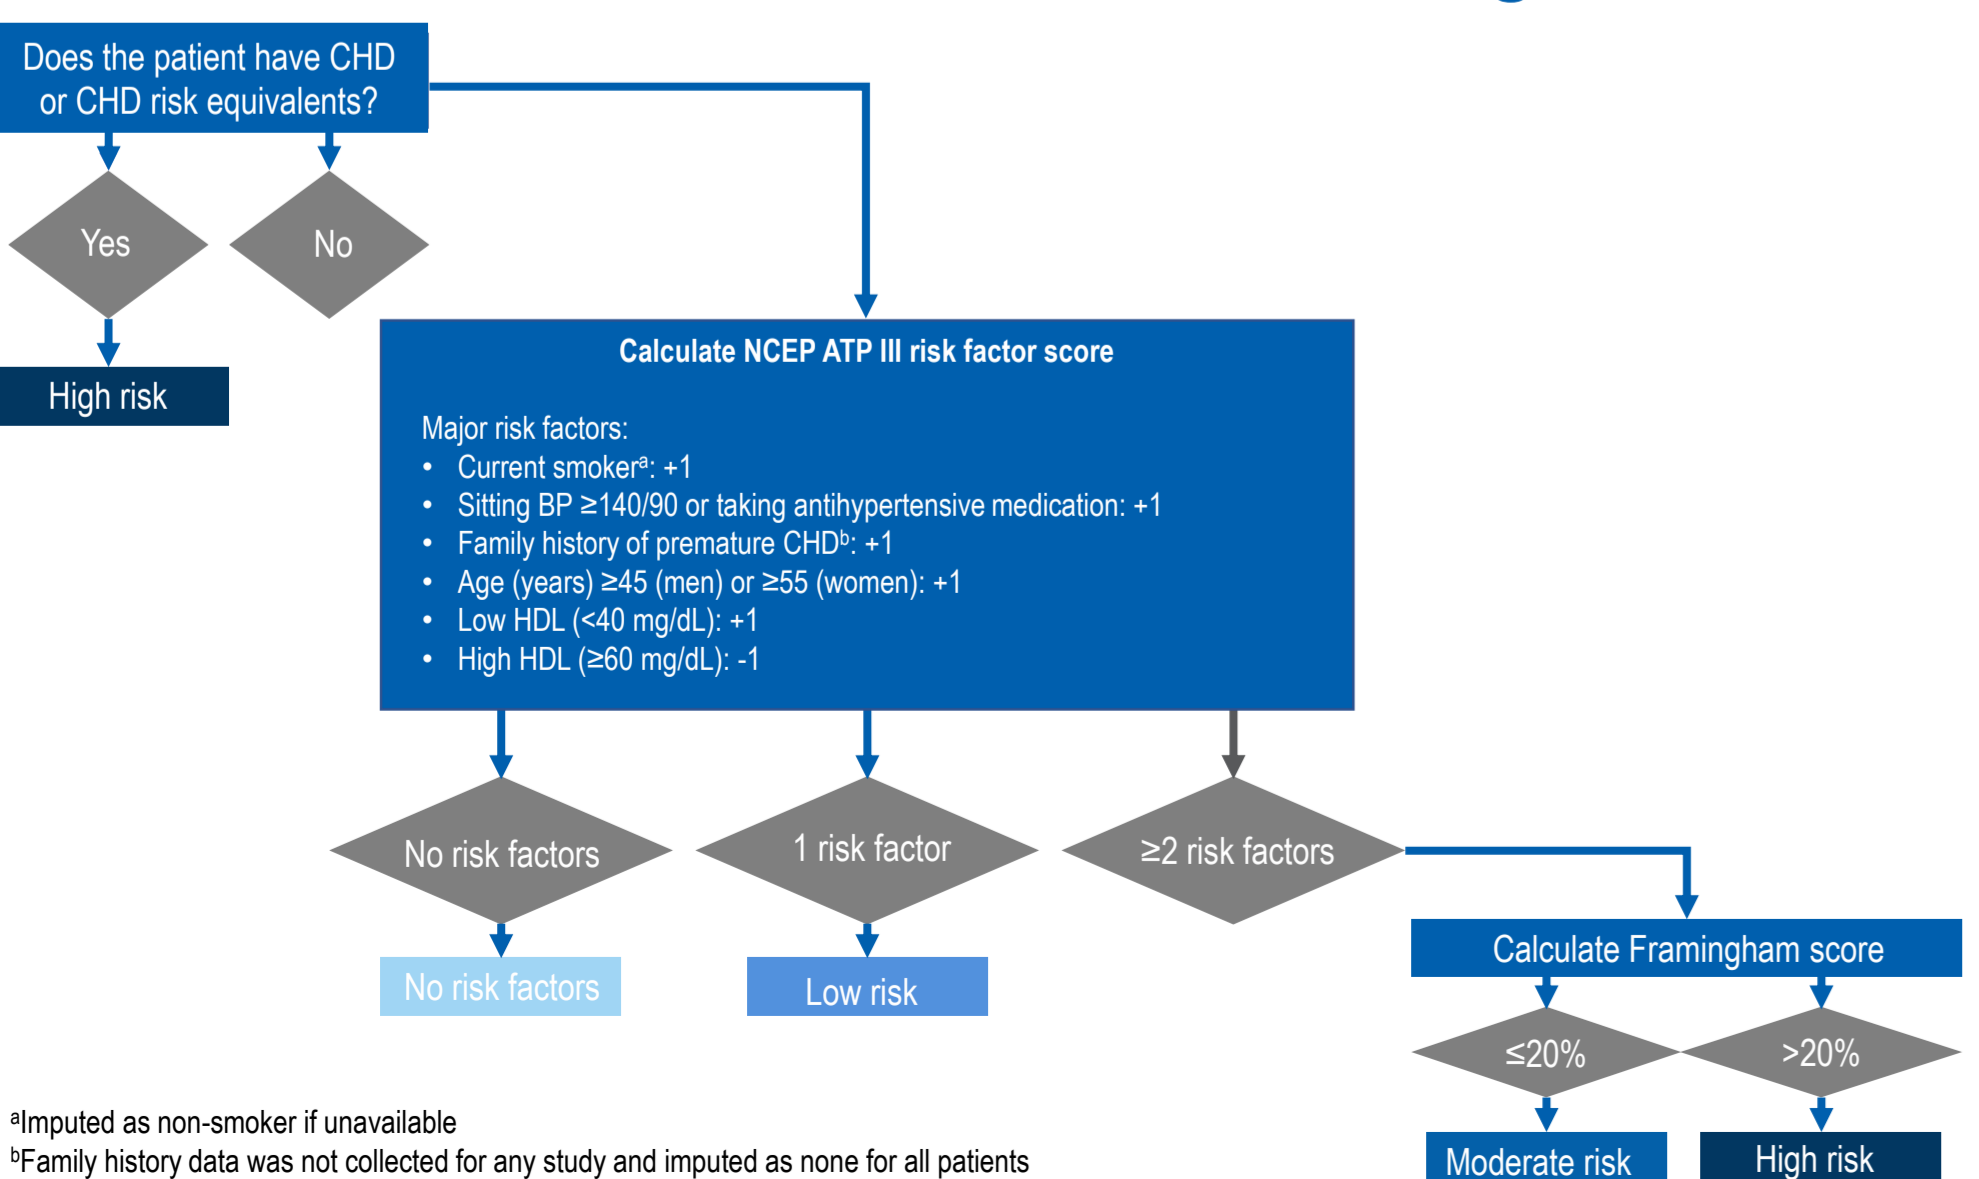 Does the patient have CHD
or CHD risk equivalents?
Yes
No
High risk
Calculate NCEP ATP III risk factor score
Major risk factors:
• Current smokerᵃ: +1
• Sitting BP ≥140/90 or taking antihypertensive medication: +1
• Family history of premature CHDᵇ: +1
• Age (years) ≥45 (men) or ≥55 (women): +1
• Low HDL (<40 mg/dL): +1
• High HDL (≥60 mg/dL): -1
No risk factors
1 risk factor
≥2 risk factors
No risk factors
Low risk
Calculate Framingham score
≤20%
>20%
Moderate risk
High risk
ᵃImputed as non-smoker if unavailable
ᵇFamily history data was not collected for any study and imputed as none for all patients